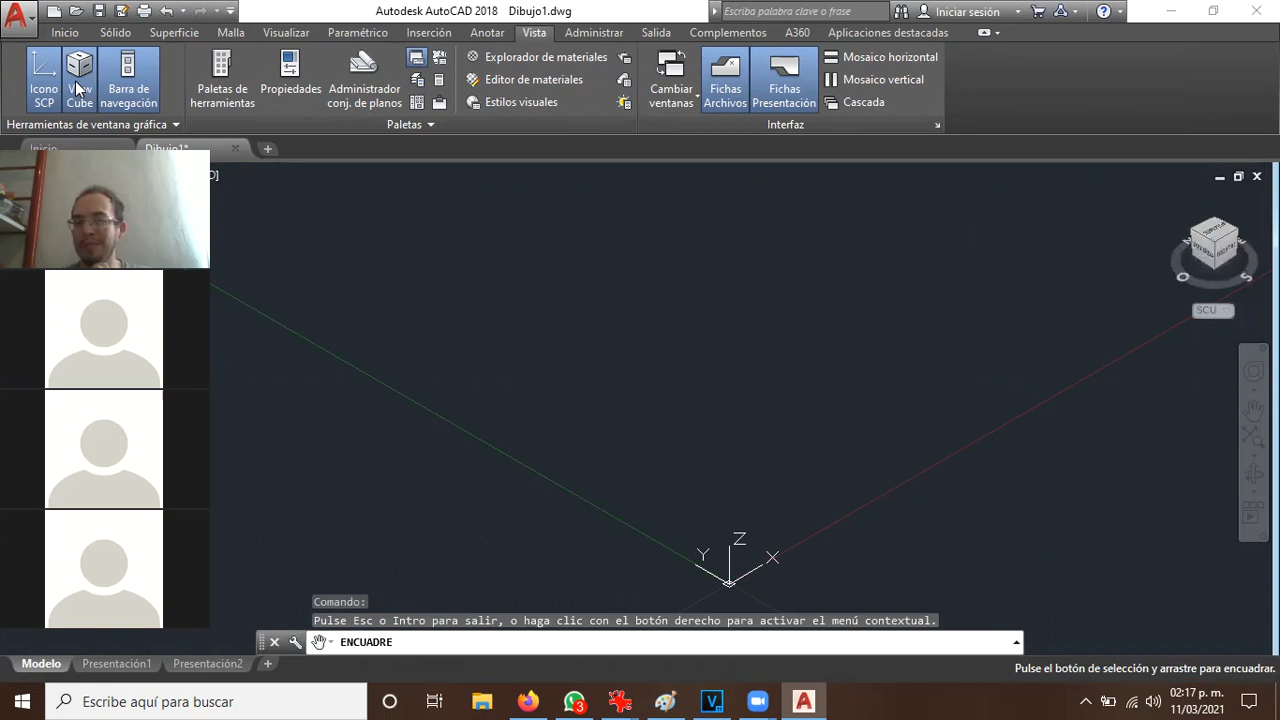 Autodesk AutoCAD 2018 Dibujo1.dwg
Escriba palabra clave o frase
Iniciar sesión
Inicio Sólido Superficie Malla Visualizar Paramétrico Inserción Anotar Vista Administrar Salida Complementos A360 Aplicaciones destacadas
Icono SCP
View Cube
Barra de navegación
Paletas de herramientas
Propiedades
Administrador conj. de planos
Explorador de materiales
Editor de materiales
Estilos visuales
Cambiar ventanas
Fichas Archivos
Fichas Presentación
Mosaico horizontal
Mosaico vertical
Cascada
Herramientas de ventana gráfica
Paletas
Interfaz
Inicio Dibujo1*
]
O
S
SCU
Z
Y X
Comando:
Pulse Esc o Intro para salir, o haga clic con el botón derecho para activar el menú contextual.
ENCUADRE
Modelo Presentación1 Presentación2 +
Pulse el botón de selección y arrastre para encuadrar.
Escribe aquí para buscar
3
02:17 p. m.
11/03/2021